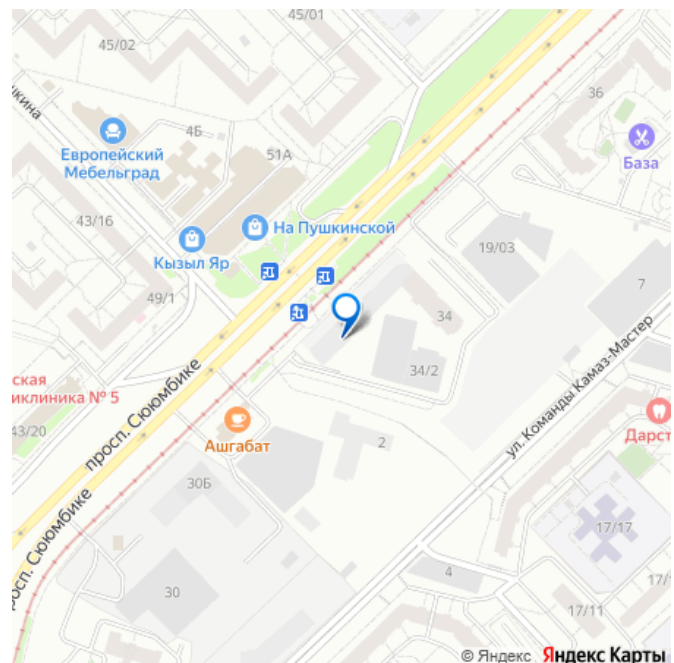 45/01
45/02
36
шкина
4Б
База
Европейский
Мебельград
51А
43/16
На Пушкинской
19/03
Кызыл Яр
7
49/1
34
34/2
ская
иклиника № 5
просп. Сююмбике
ул. Команды Камаз-Мастер
43/20
Ашгабат
2
Дарст
30Б
просп. Сююмбике
17/17
30
4
17/1
17/11
© Яндекс Яндекс Карты